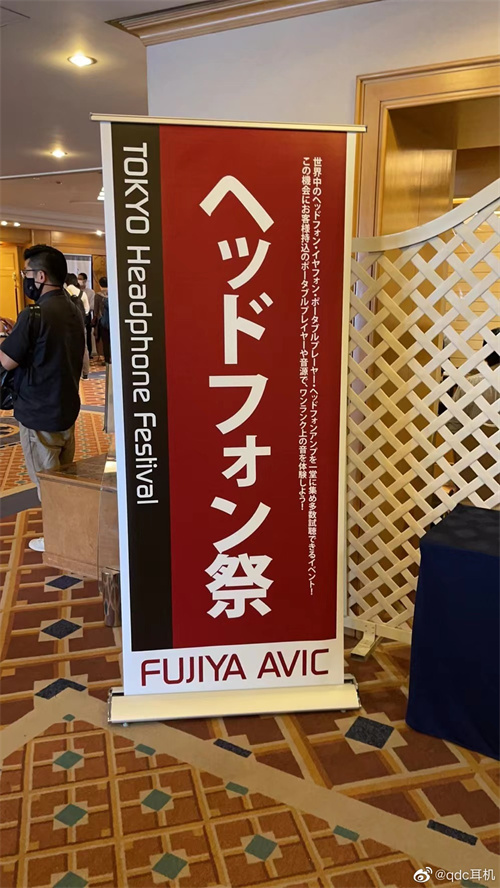 TOKYO Headphone Festival
ヘッドフォン祭
世界中のヘッドフォン・イヤフォン・ポータブルプレーヤー・ヘッドフォンアンプを一堂に集め多数試聴できるイベント!
この機会にお客様持込のポータブルプレイヤーや音源で、ワンランク上の音を体験しよう!
FUJIYA AVIC
@qdc耳机